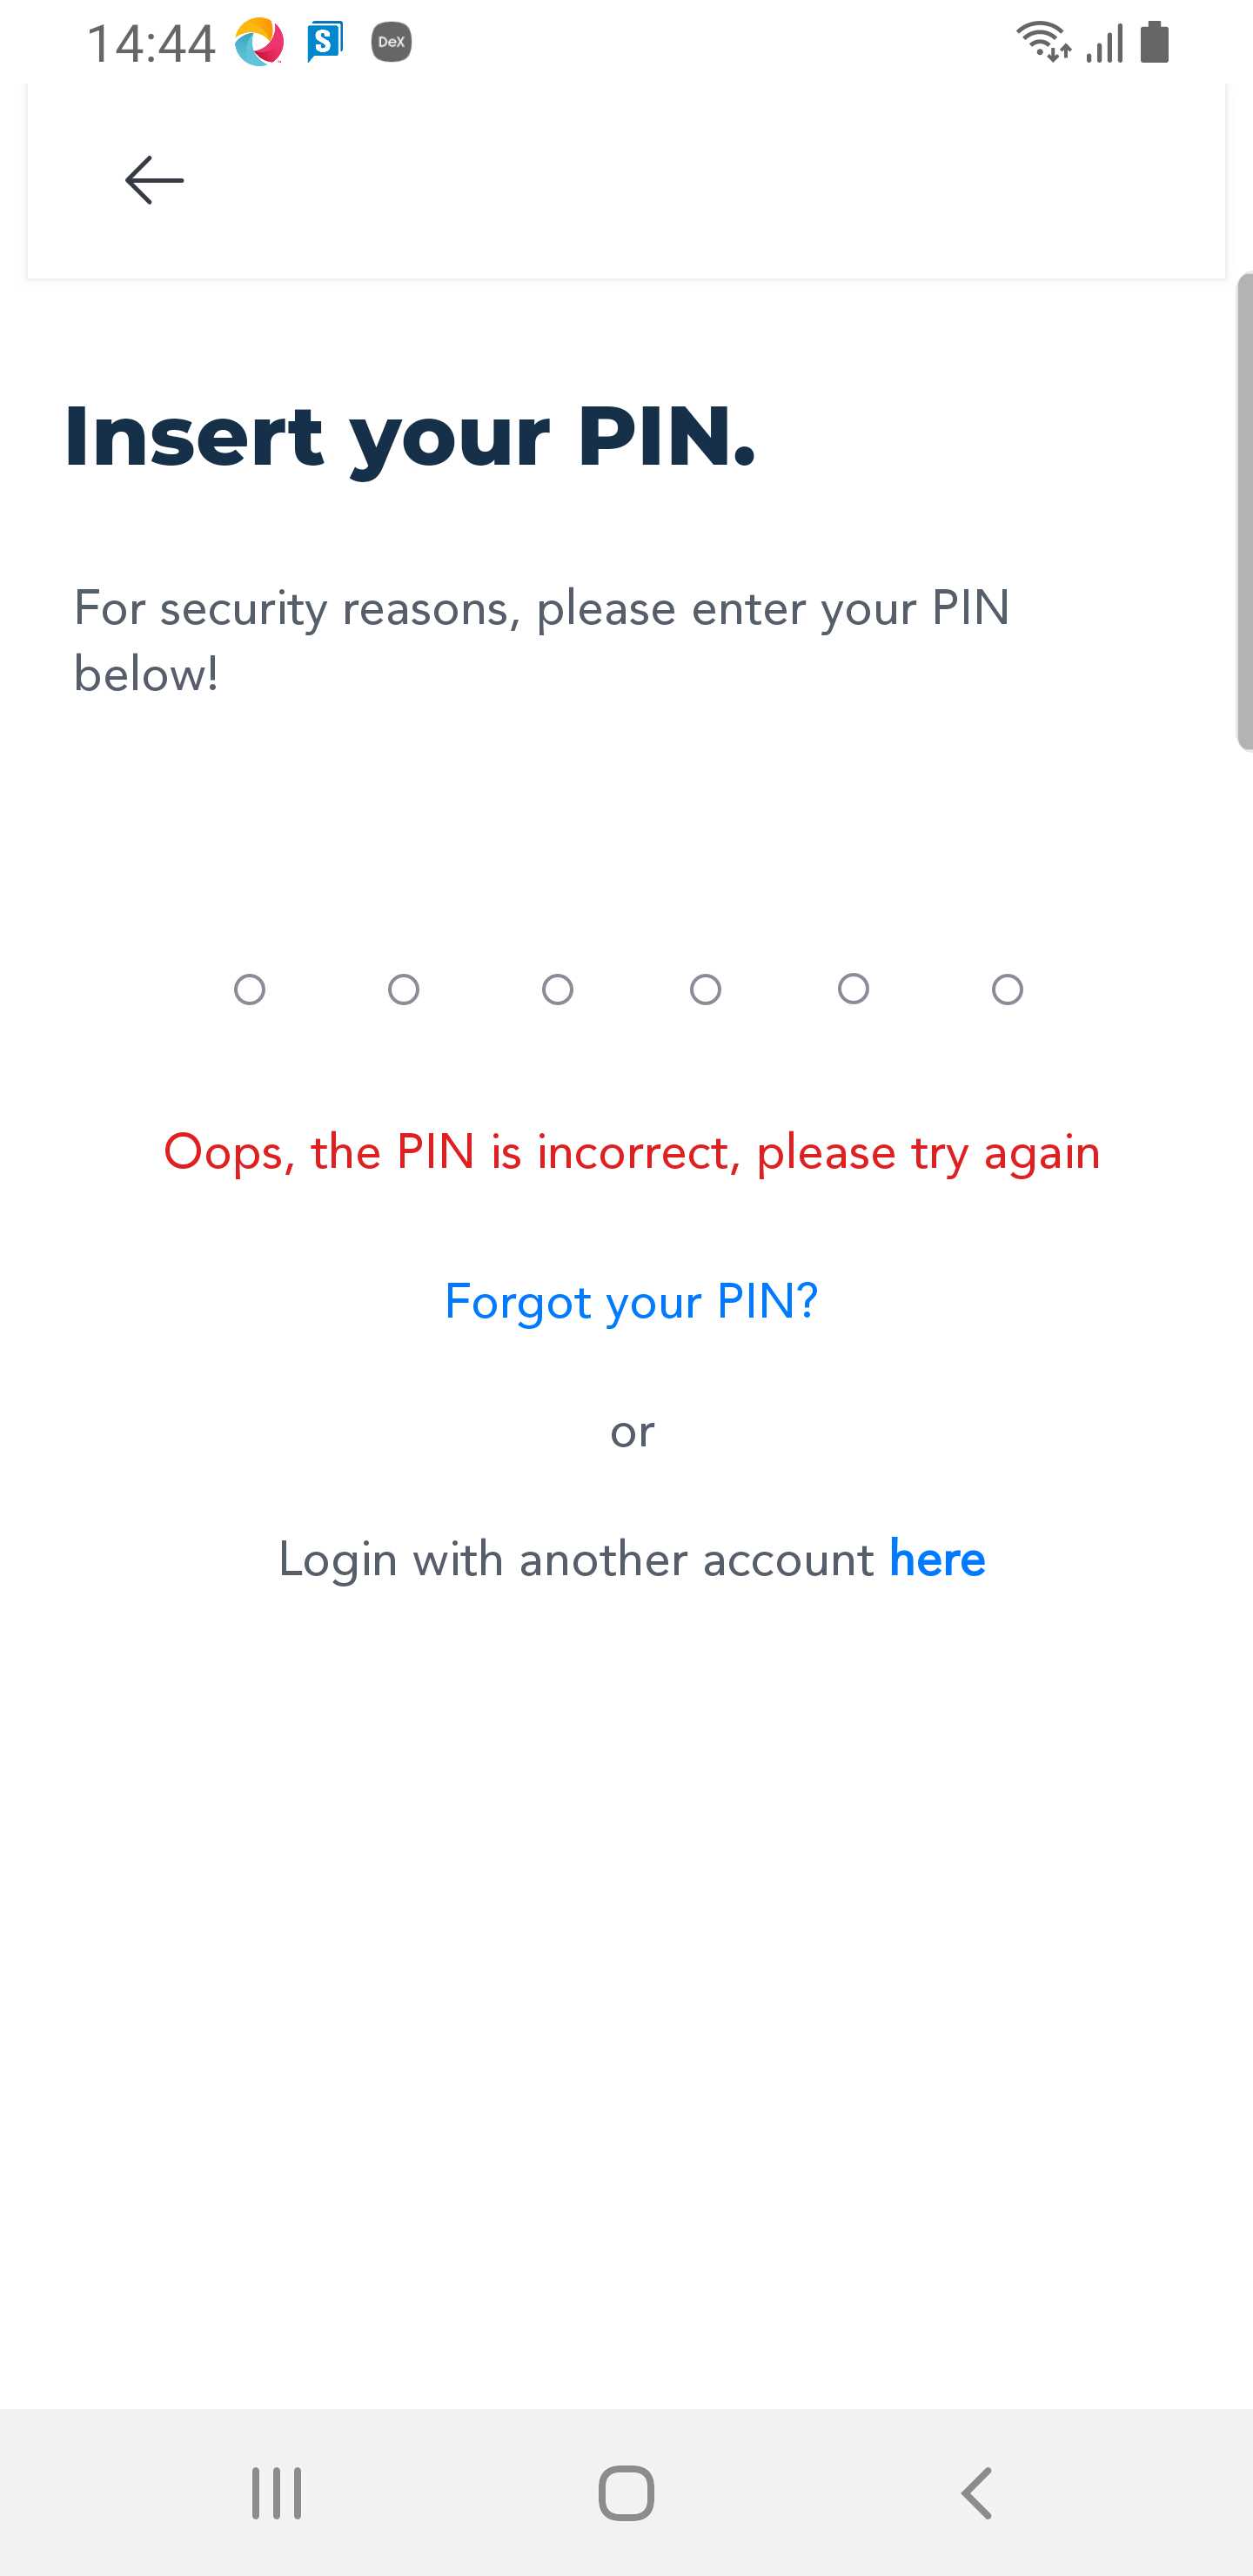 14:44 S DeX
Insert your PIN.
For security reasons, please enter your PIN
below!
Oops, the PIN is incorrect, please try again
Forgot your PIN?
or
Login with another account here